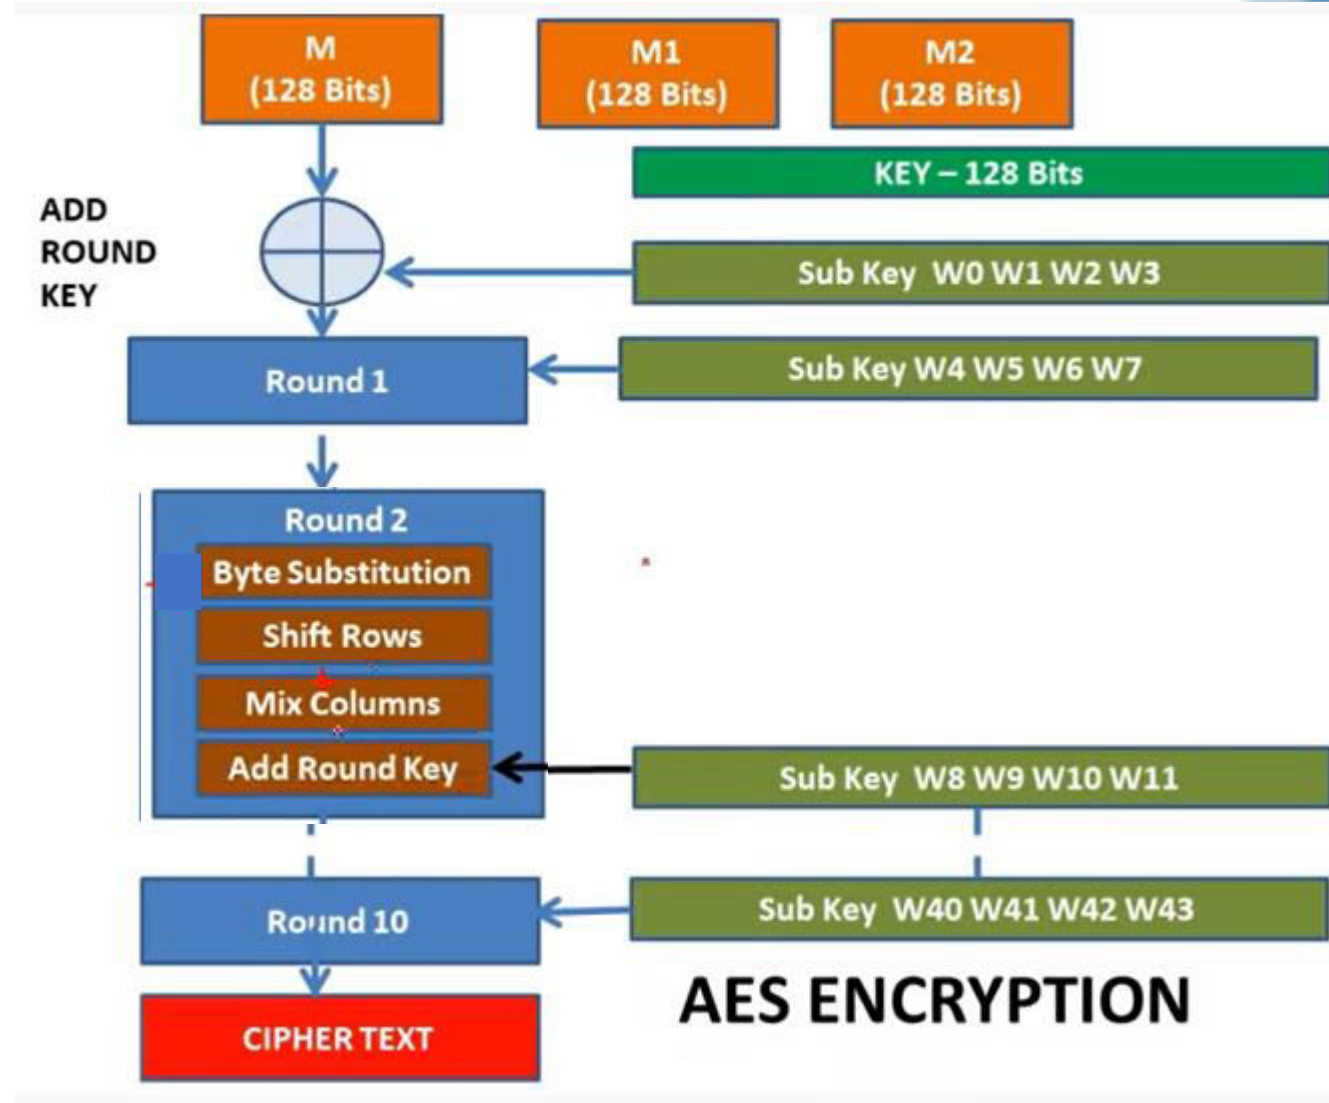 M
(128 Bits)
M1
(128 Bits)
M2
(128 Bits)
KEY – 128 Bits
ADD
ROUND
KEY
Sub Key W0 W1 W2 W3
Round 1
Sub Key W4 W5 W6 W7
Round 2
Byte Substitution
Shift Rows
Mix Columns
Add Round Key
Sub Key W8 W9 W10 W11
Round 10
Sub Key W40 W41 W42 W43
AES ENCRYPTION
CIPHER TEXT